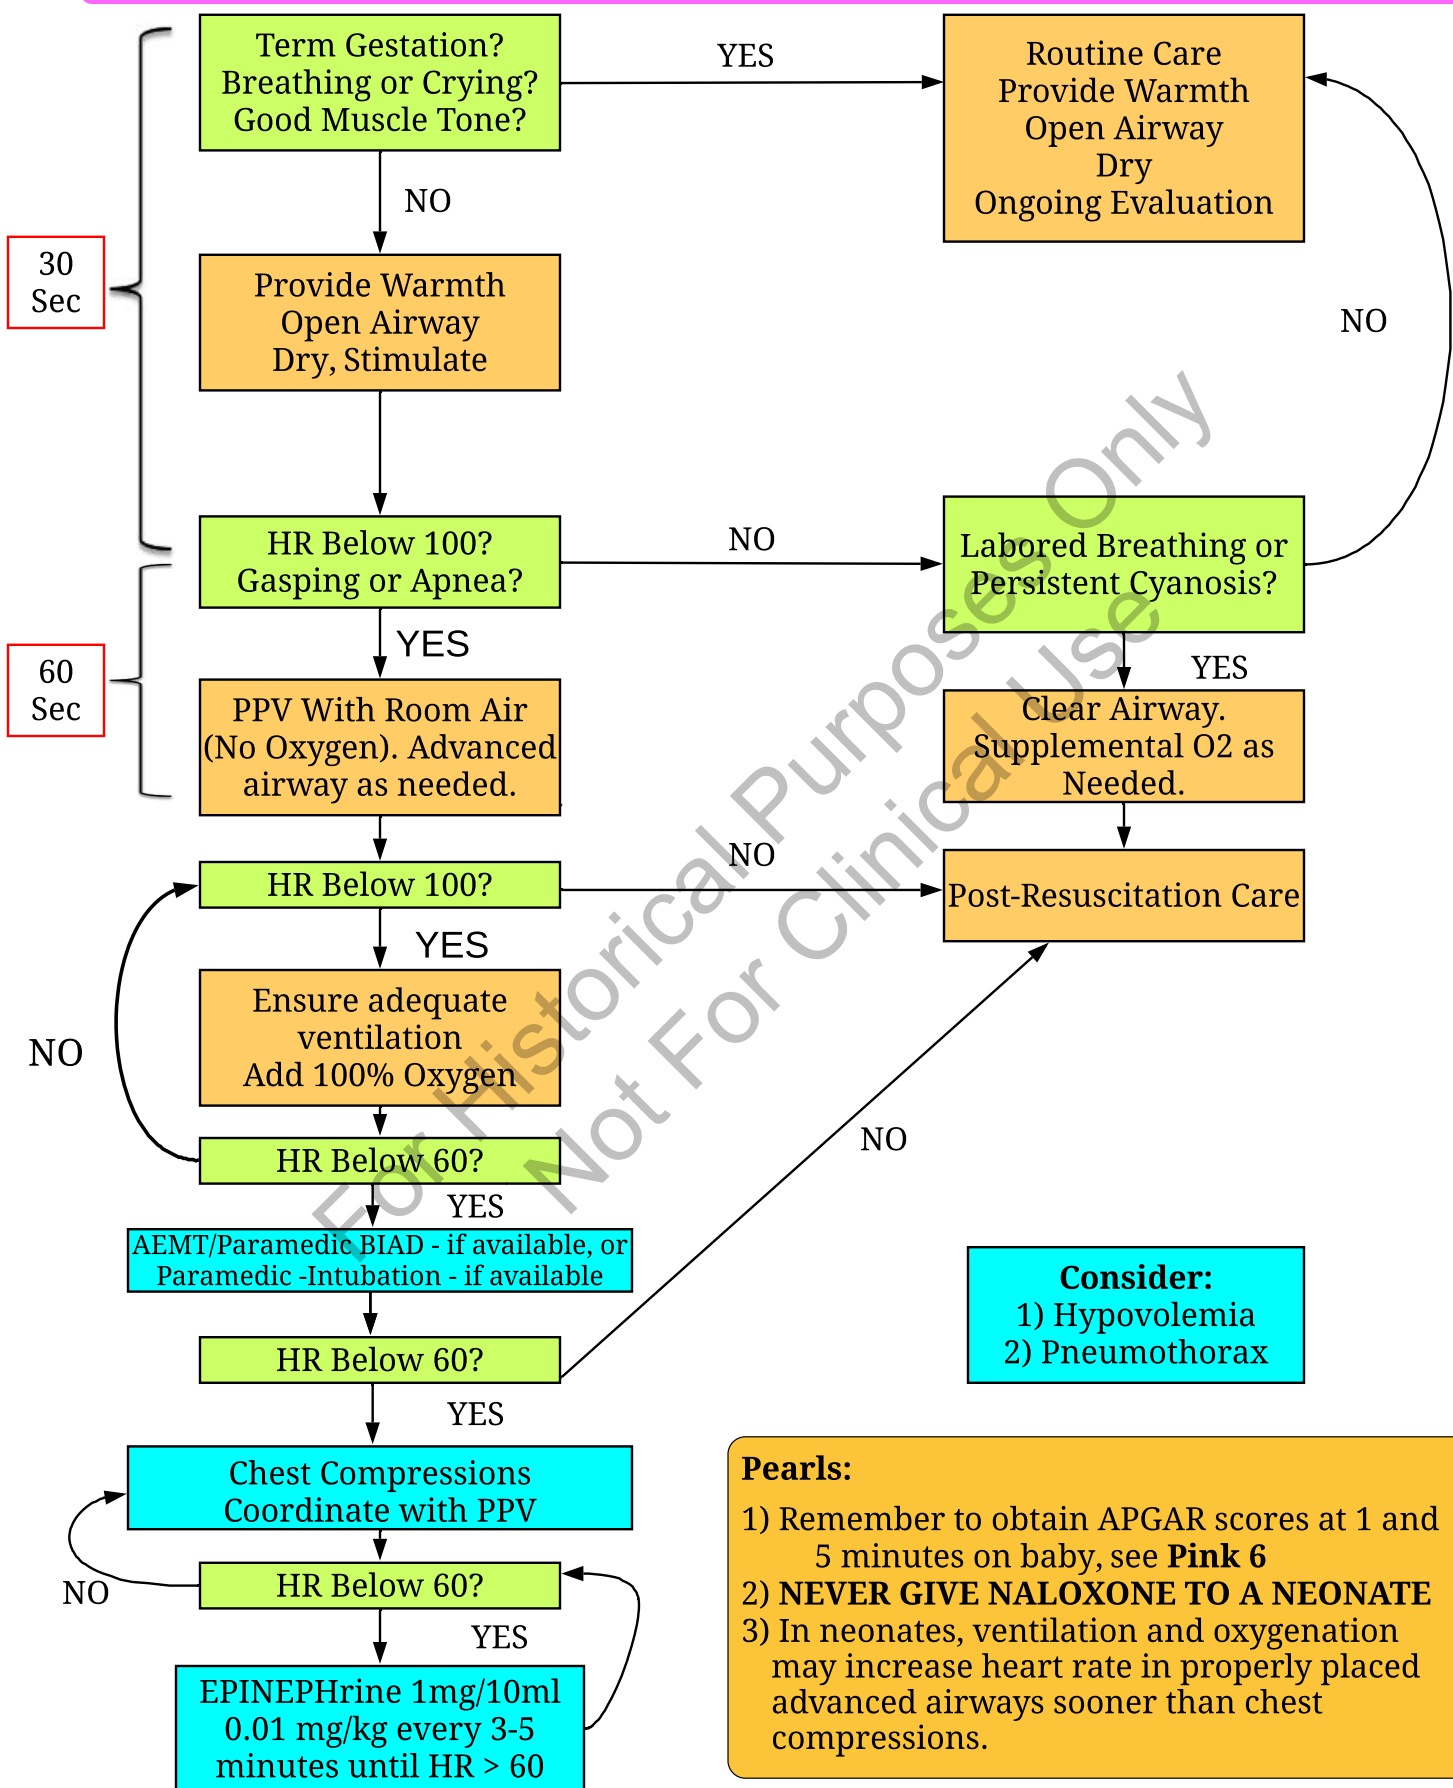 Term Gestation?
Breathing or Crying?
Good Muscle Tone?
YES
Routine Care
Provide Warmth
Open Airway
Dry
Ongoing Evaluation
NO
30
Sec
Provide Warmth
Open Airway
Dry, Stimulate
NO
HR Below 100?
Gasping or Apnea?
NO
Labored Breathing or
Persistent Cyanosis?
YES
YES
60
Sec
PPV With Room Air
(No Oxygen). Advanced
airway as needed.
Clear Airway.
Supplemental O2 as
Needed.
HR Below 100?
NO
Post-Resuscitation Care
YES
Ensure adequate
ventilation
Add 100% Oxygen
NO
HR Below 60?
NO
YES
AEMT/Paramedic BIAD - if available, or
Paramedic -Intubation - if available
HR Below 60?
YES
Consider:
1) Hypovolemia
2) Pneumothorax
Chest Compressions
Coordinate with PPV
HR Below 60?
NO
YES
EPINEPHrine 1mg/10ml
0.01 mg/kg every 3-5
minutes until HR > 60
Pearls:
1) Remember to obtain APGAR scores at 1 and
5 minutes on baby, see Pink 6
2) NEVER GIVE NALOXONE TO A NEONATE
3) In neonates, ventilation and oxygenation
may increase heart rate in properly placed
advanced airways sooner than chest
compressions.
For Historical Purposes Only
Not For Clinical Use